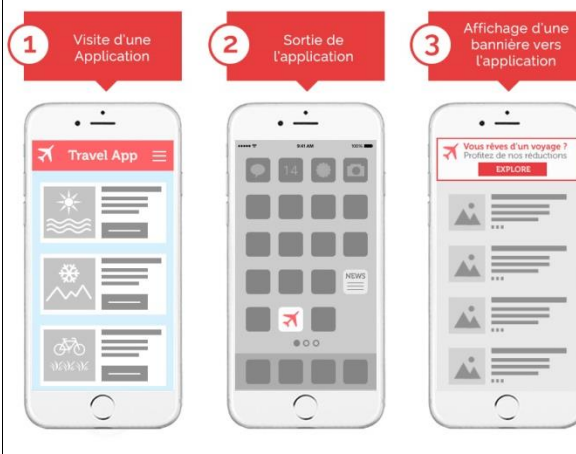 1
Visite d'une
Application
2
Sortie de
l'application
3
Affichage d'une
bannière vers
l'application
Travel App
9:41 AM
100%
14
NEWS
Vous rêves d'un voyage ?
Profitez de nos réductions
EXPLORE